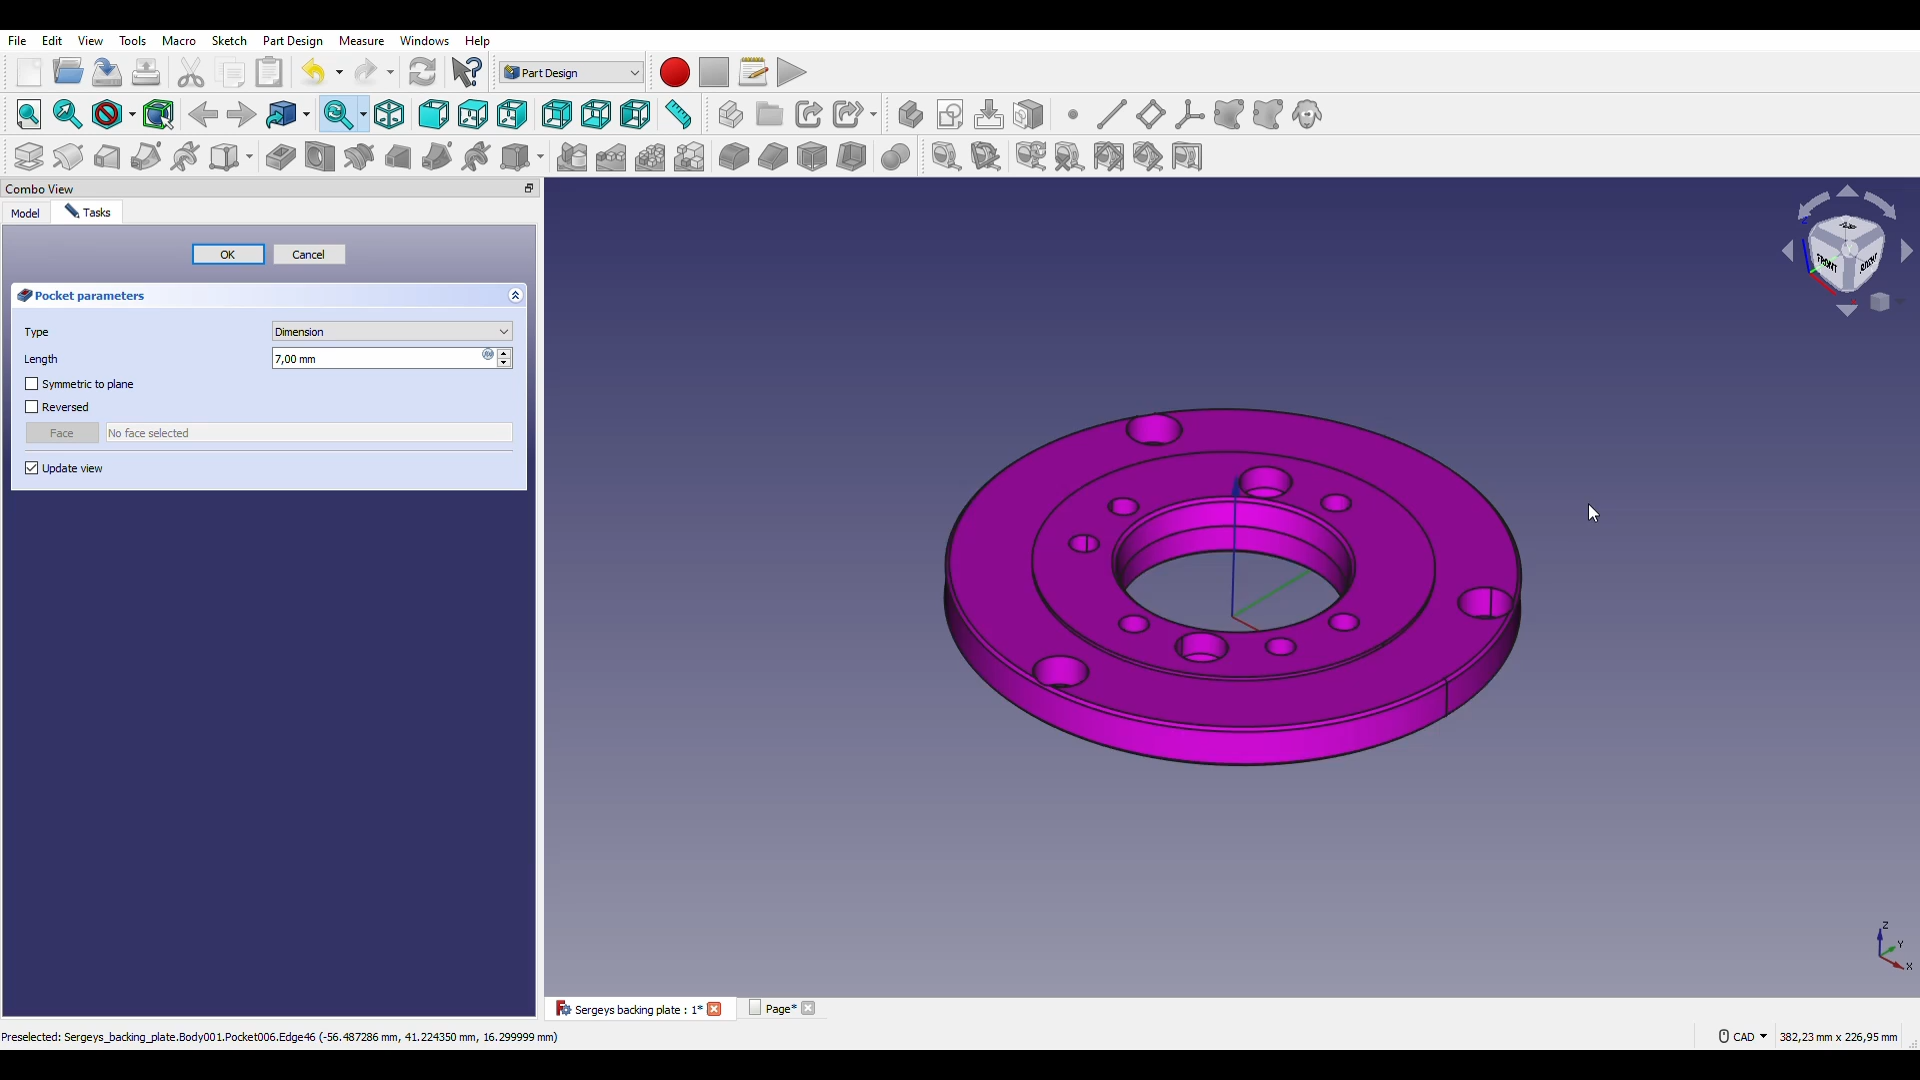 File Edit View Tools Macro Sketch Part Design Measure Windows Help
Part Design
Combo View
Model Tasks
OK Cancel
Pocket parameters
Type Dimension
Length 7,00 mm
Symmetric to plane
Reversed
Face No face selected
Update view
FRONT RIGHT
Z
Y
X
Sergeys backing plate : 1* Page*
Preselected: Sergeys_backing_plate.Body001.Pocket006.Edge46 (-56.487286 mm, 41.224350 mm, 16.299999 mm) CAD 382,23 mm x 226,95 mm